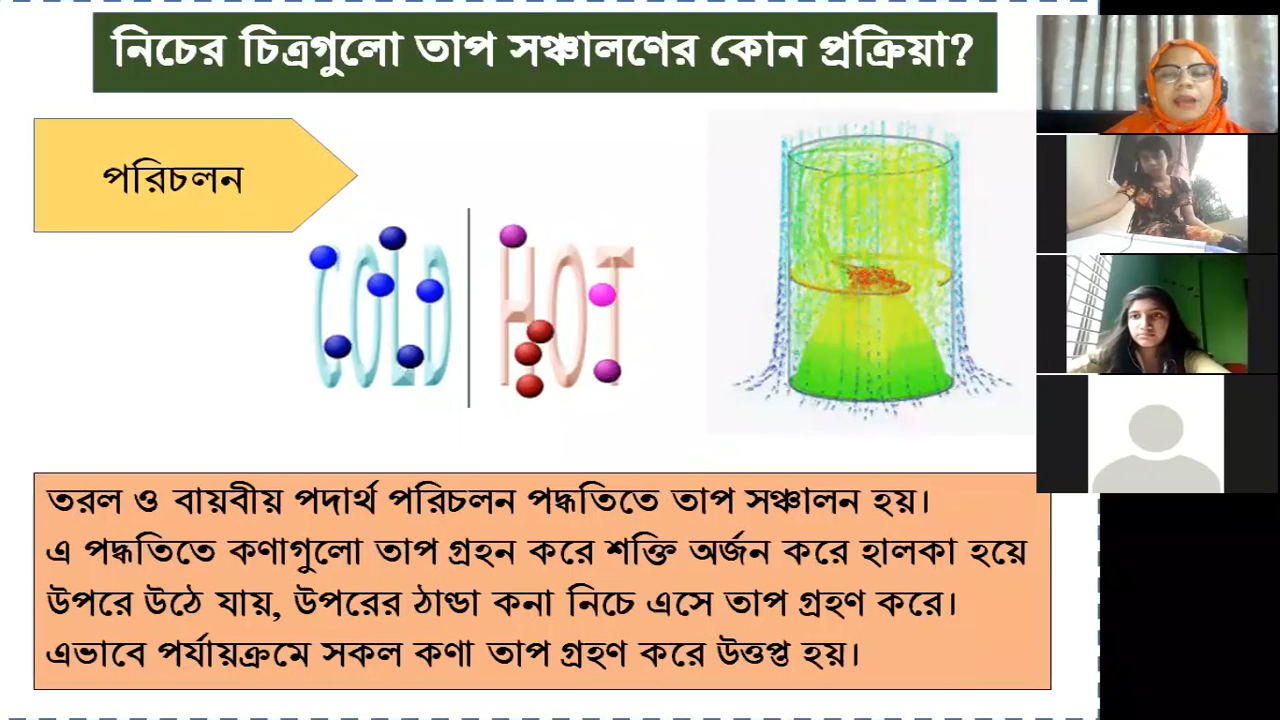 নিচের চিত্রগুলো তাপ সঞ্চালণের কোন প্রক্রিয়া?
পরিচলন
COLD
HOT
তরল ও বায়বীয় পদার্থ পরিচলন পদ্ধতিতে তাপ সঞ্চালন হয়।
এ পদ্ধতিতে কণাগুলো তাপ গ্রহন করে শক্তি অর্জন করে হালকা হয়ে
উপরে উঠে যায়, উপরের ঠান্ডা কনা নিচে এসে তাপ গ্রহণ করে।
এভাবে পর্যায়ক্রমে সকল কণা তাপ গ্রহণ করে উত্তপ্ত হয়।